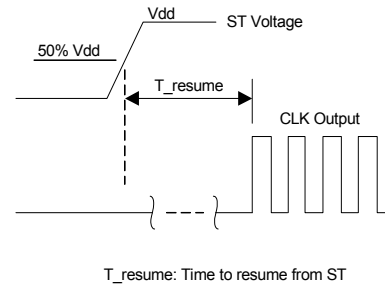 Vdd
ST Voltage
50% Vdd
T_resume
CLK Output
T_resume: Time to resume from ST